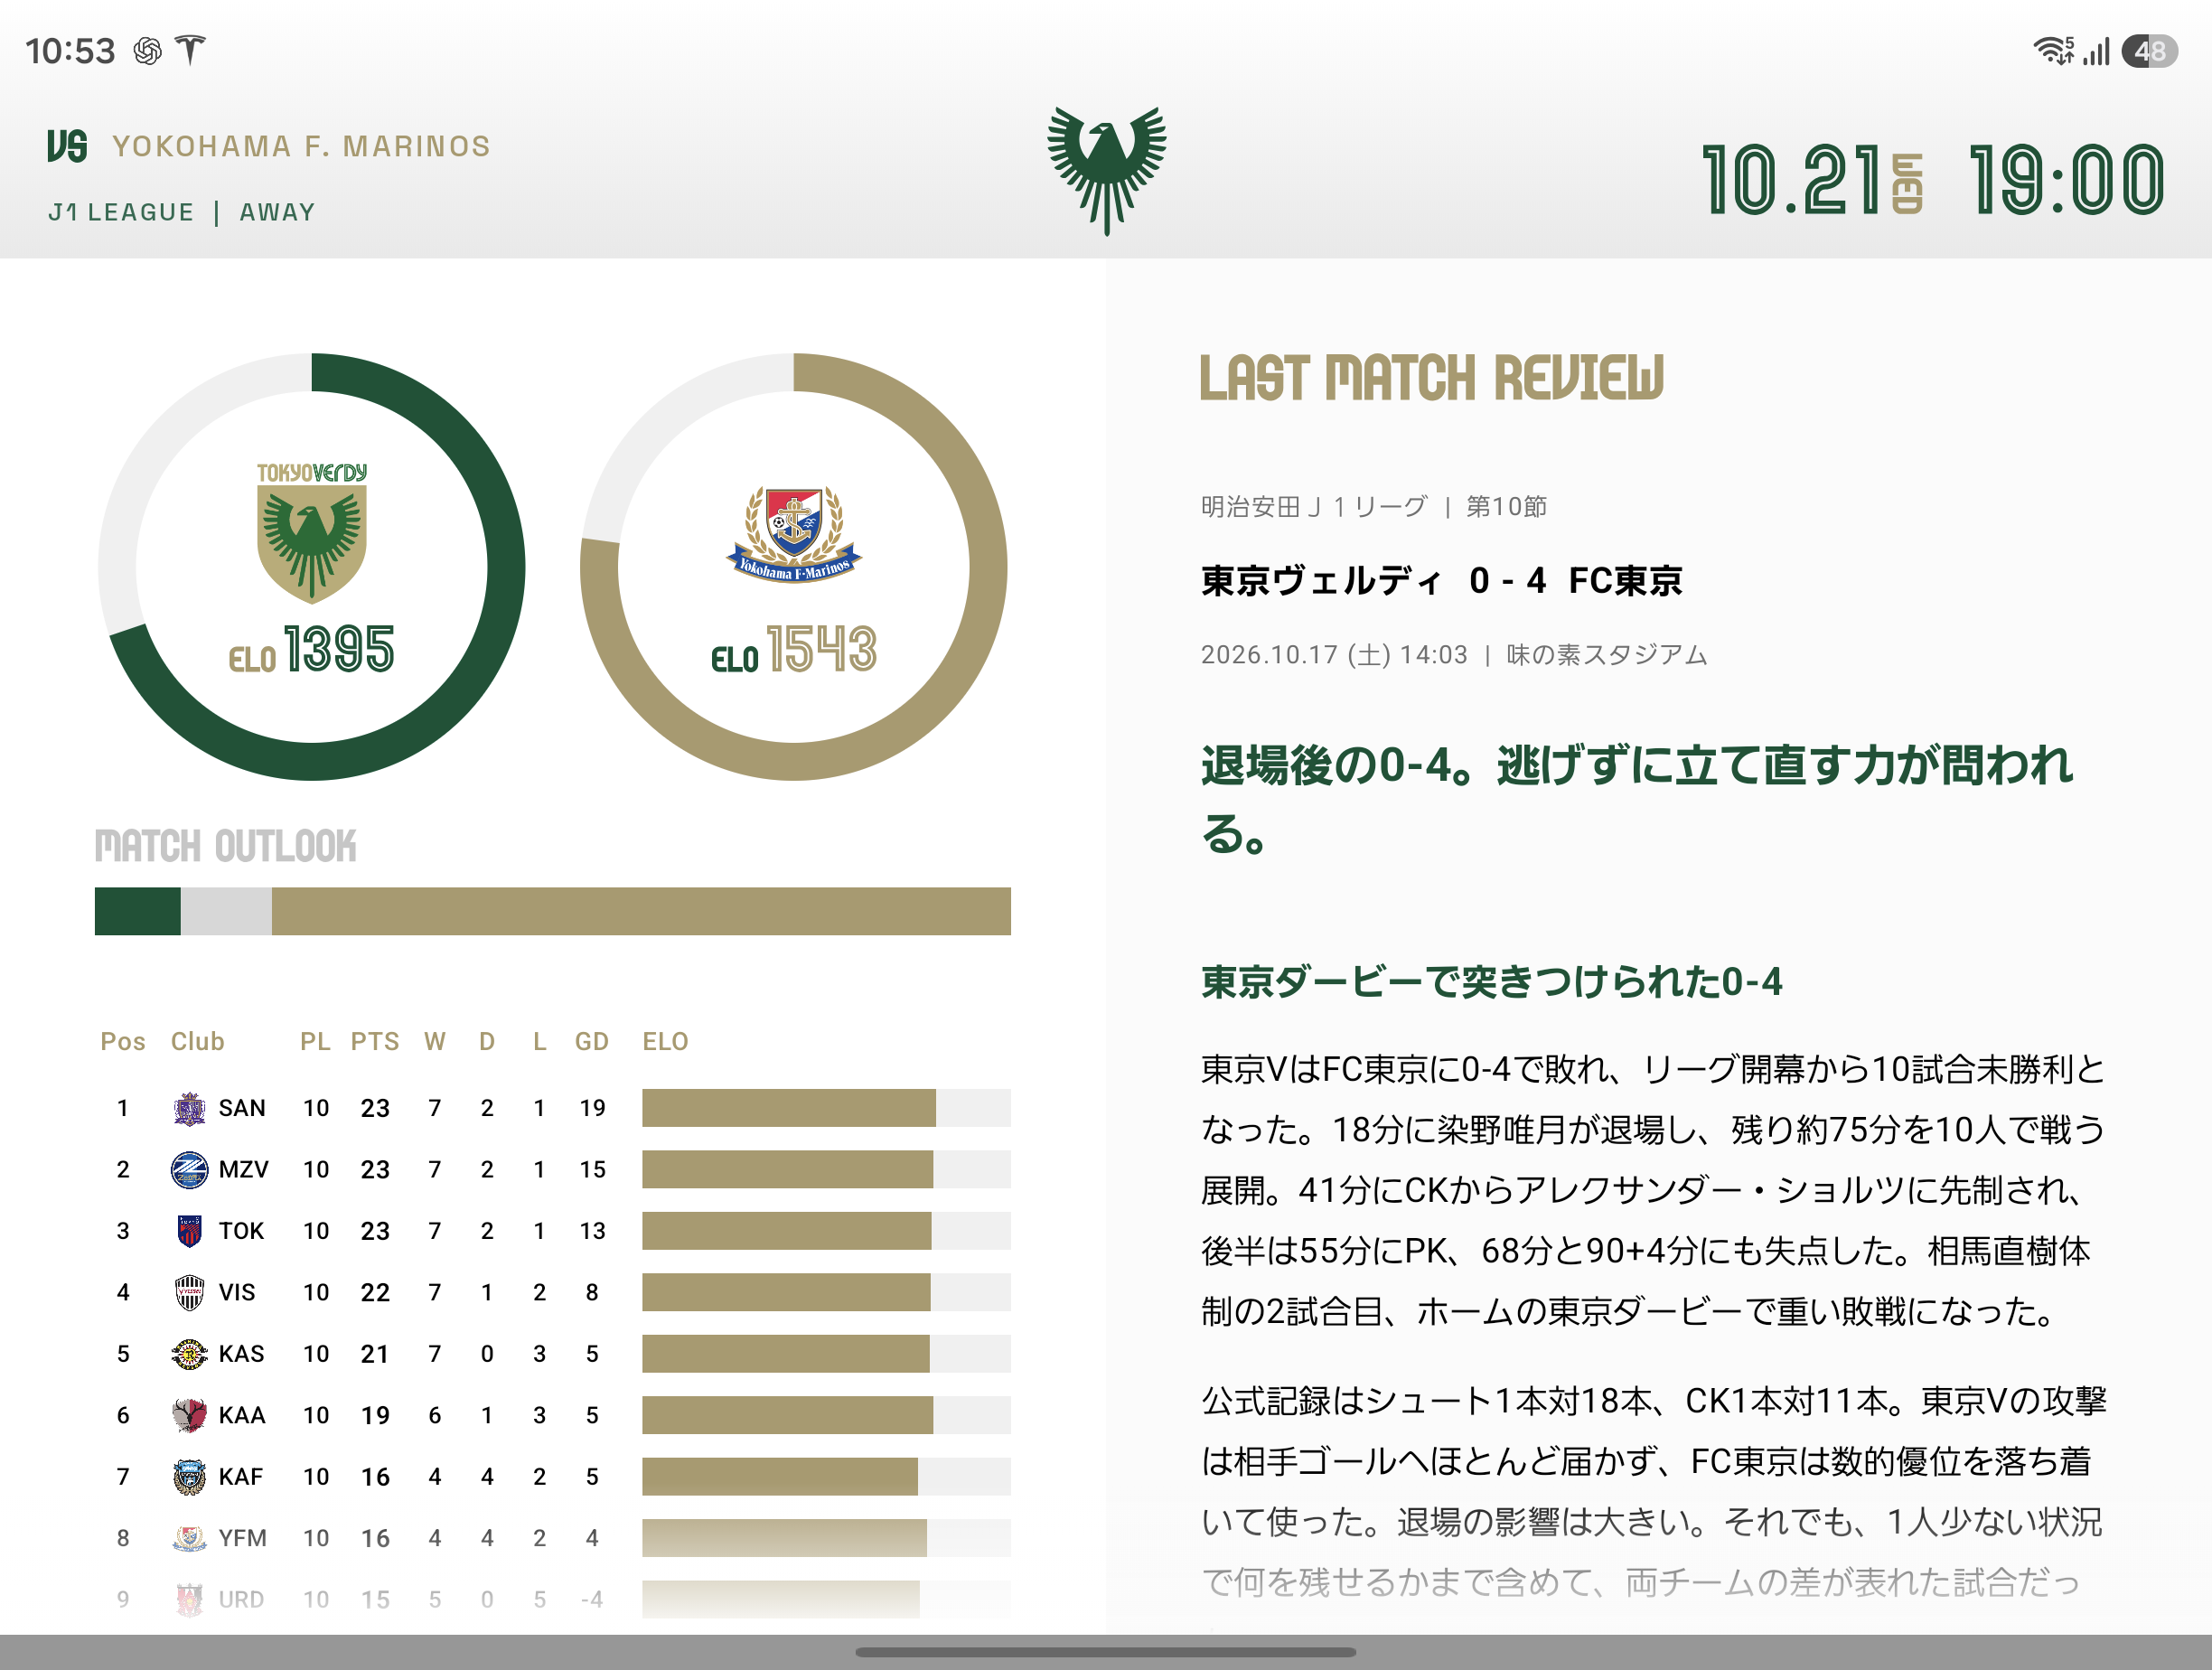 10:53
48
VS YOKOHAMA F. MARINOS
J1 LEAGUE | AWAY
10.21 WED 19:00
TOKYO VERDY
ELO 1395
Yokohama F·Marinos
ELO 1543
MATCH OUTLOOK
Pos Club PL PTS W D L GD ELO
1 SAN 10 23 7 2 1 19
2 MZV 10 23 7 2 1 15
3 TOK 10 23 7 2 1 13
4 VIS 10 22 7 1 2 8
5 KAS 10 21 7 0 3 5
6 KAA 10 19 6 1 3 5
7 KAF 10 16 4 4 2 5
8 YFM 10 16 4 4 2 4
9 URD 10 15 5 0 5 -4
LAST MATCH REVIEW
明治安田Ｊ１リーグ | 第10節
東京ヴェルディ 0 - 4 FC東京
2026.10.17 (土) 14:03 | 味の素スタジアム
退場後の0-4。逃げずに立て直す力が問われ
る。
東京ダービーで突きつけられた0-4
東京VはFC東京に0-4で敗れ、リーグ開幕から10試合未勝利と
なった。18分に染野唯月が退場し、残り約75分を10人で戦う
展開。41分にCKからアレクサンダー・ショルツに先制され、
後半は55分にPK、68分と90+4分にも失点した。相馬直樹体
制の2試合目、ホームの東京ダービーで重い敗戦になった。
公式記録はシュート1本対18本、CK1本対11本。東京Vの攻撃
は相手ゴールへほとんど届かず、FC東京は数的優位を落ち着
いて使った。退場の影響は大きい。それでも、1人少ない状況
で何を残せるかまで含めて、両チームの差が表れた試合だっ